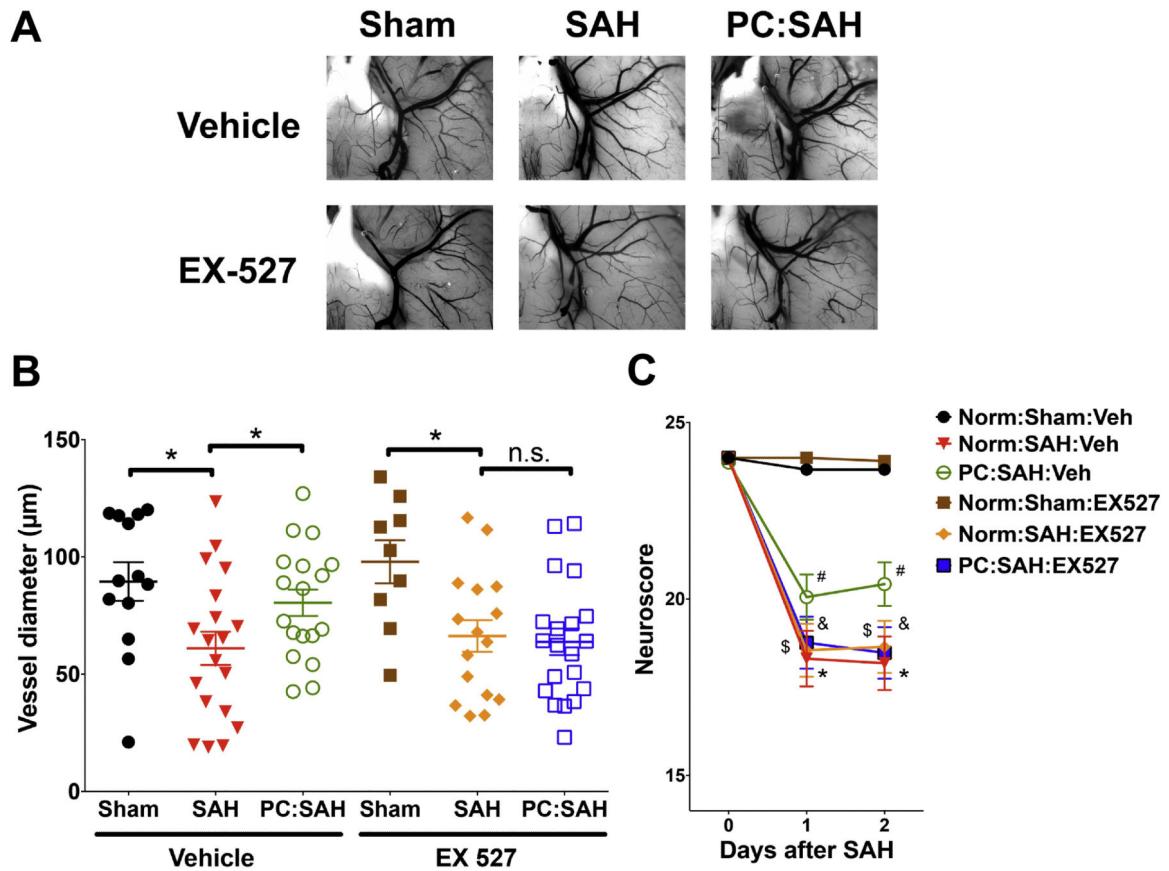 A
Sham SAH PC:SAH
Vehicle
EX-527
B
Vesssl diameter (µm)
150
100
50
0
* * * n.s.
Sham SAH PC:SAH Sham SAH PC:SAH
Vehicle EX 527
C
Neuroscore
25
20
15
# #
& &
$ $
* *
0 1 2
Days after SAH
Norm:Sham:Veh
Norm:SAH:Veh
PC:SAH:Veh
Norm:Sham:EX527
Norm:SAH:EX527
PC:SAH:EX527